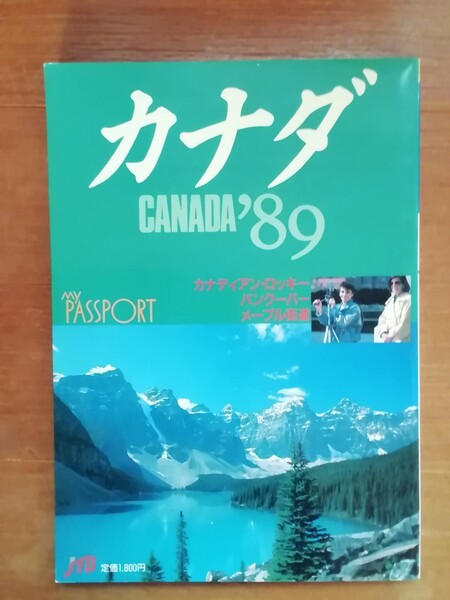 カナダ
CANADA'89
カナディアン・ロッキー
バンクーバー
メープル街道
MY
PASSPORT
JTB
定価1,800円